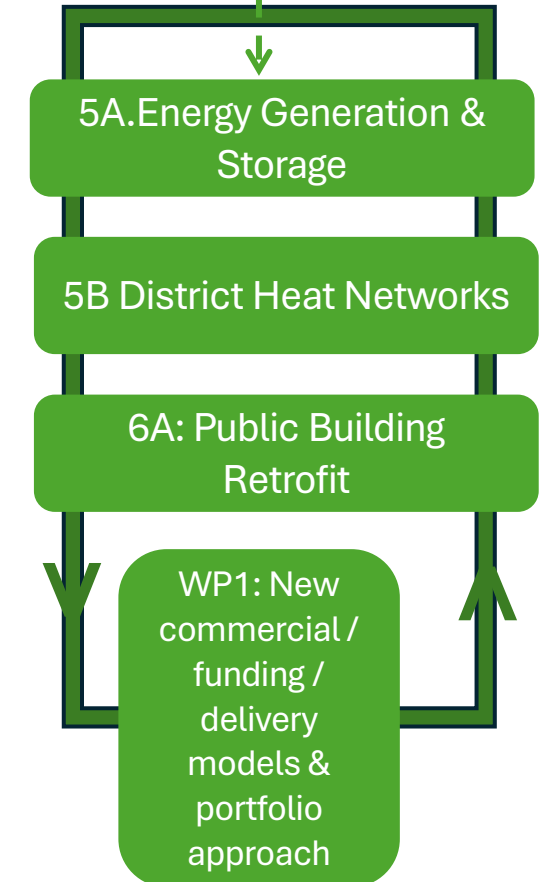 5A.Energy Generation &
Storage
5B District Heat Networks
6A: Public Building
Retrofit
WP1: New
commercial /
funding /
delivery
models &
portfolio
approach